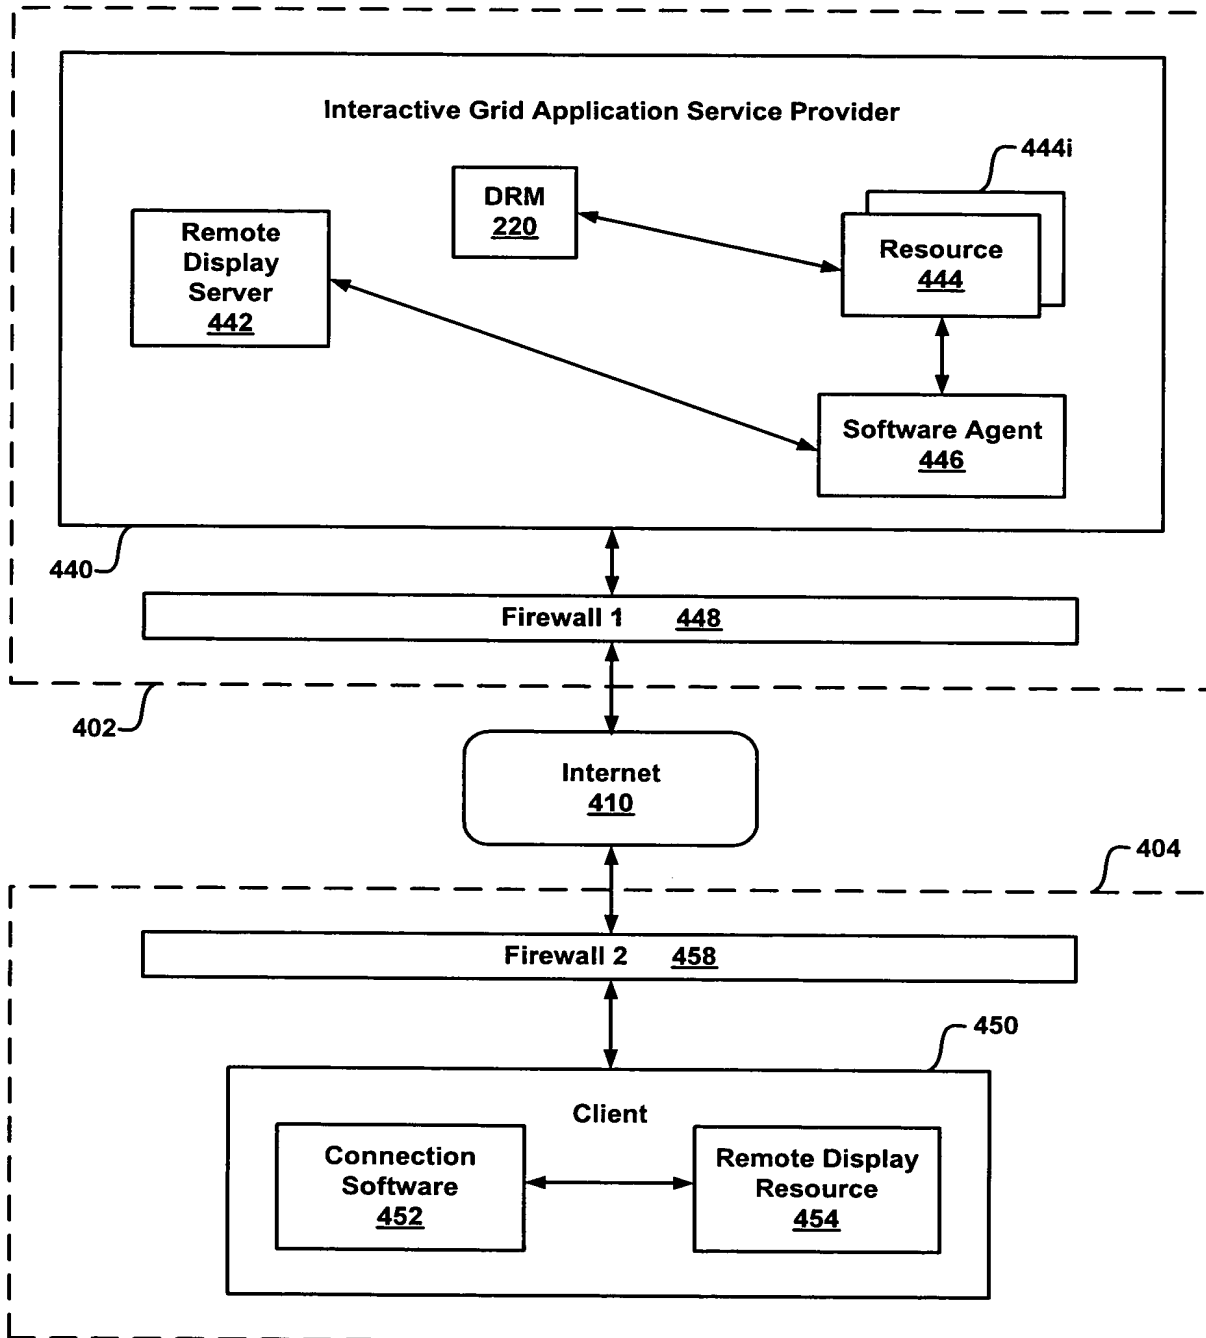 Interactive Grid Application Service Provider
444i
DRM
220
Remote
Display
Server
442
Resource
444
Software Agent
446
440
Firewall 1 448
402
Internet
410
404
Firewall 2 458
450
Client
Connection
Software
452
Remote Display
Resource
454